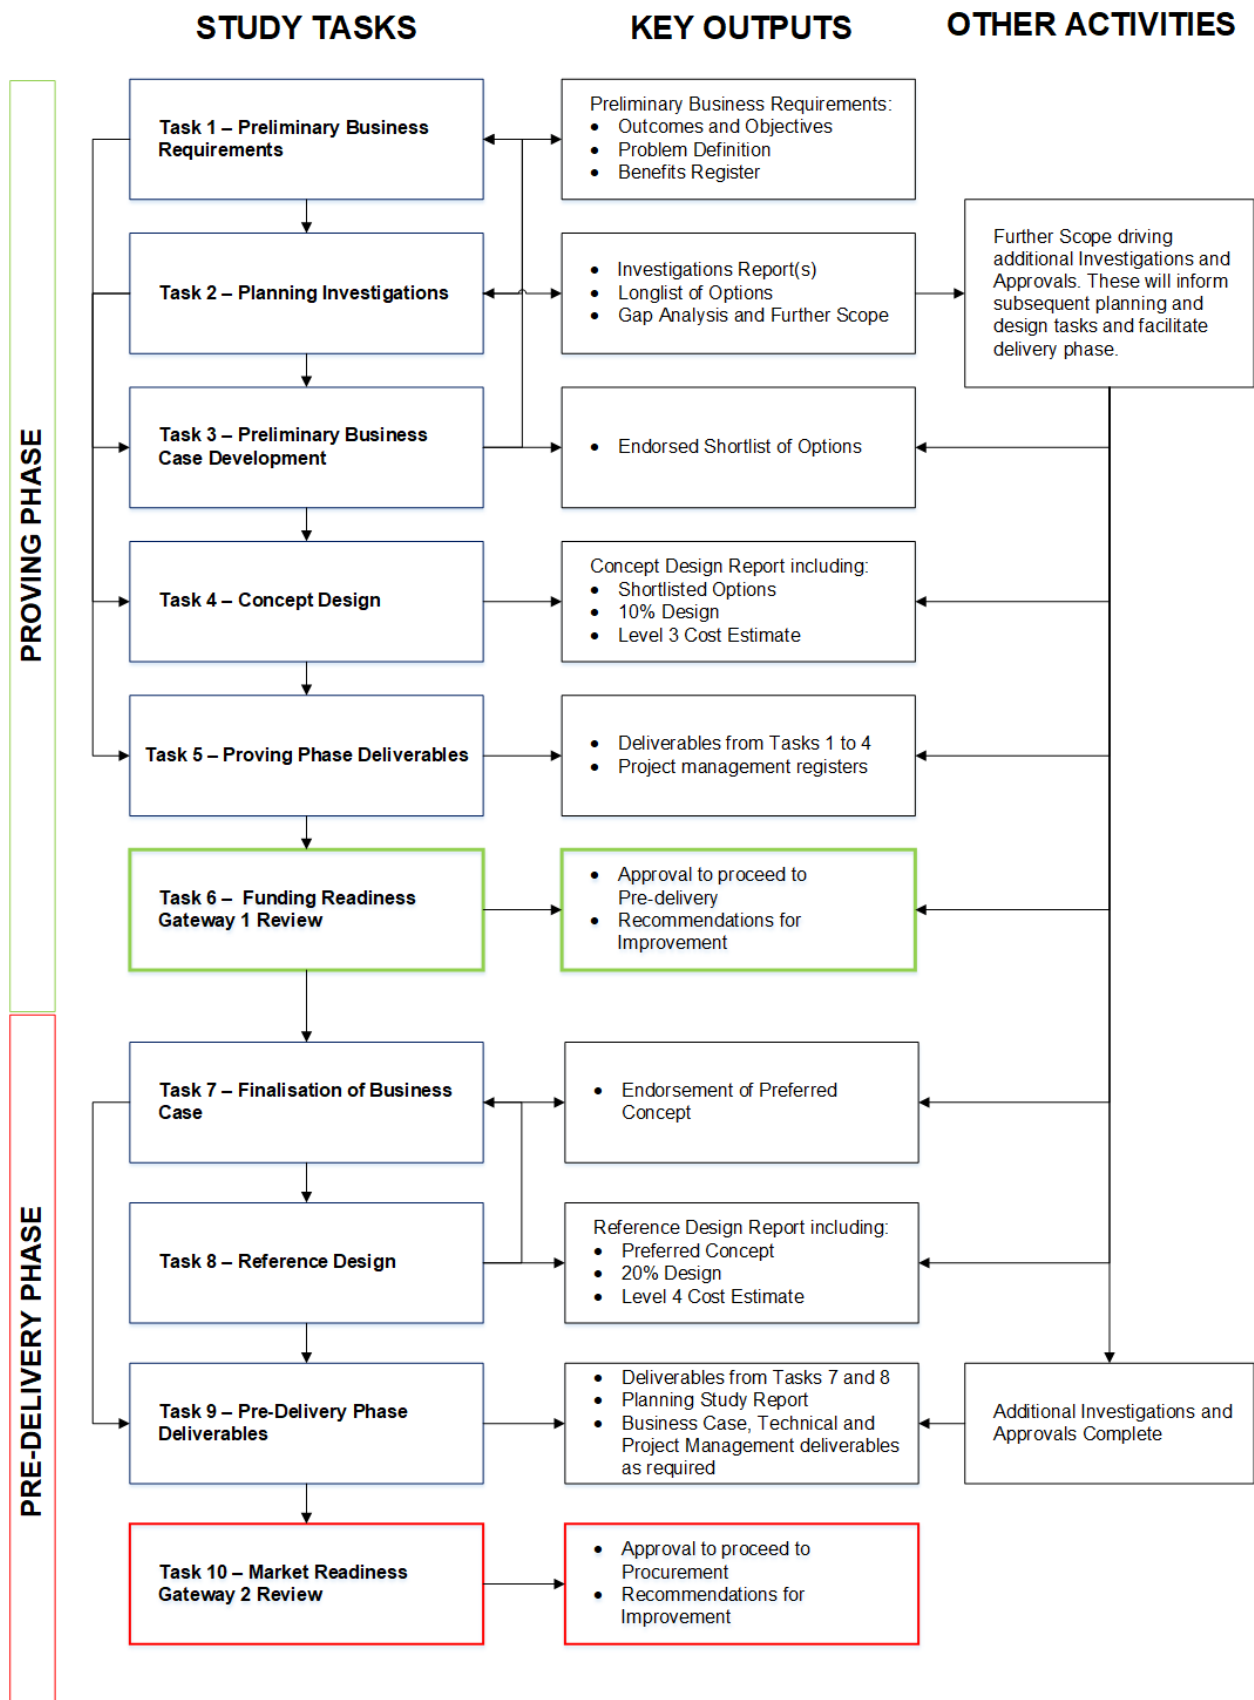 STUDY TASKS
KEY OUTPUTS
OTHER ACTIVITIES
PROVING PHASE
Task 1 – Preliminary Business
Requirements
Preliminary Business Requirements:
• Outcomes and Objectives
• Problem Definition
• Benefits Register
Task 2 – Planning Investigations
• Investigations Report(s)
• Longlist of Options
• Gap Analysis and Further Scope
Further Scope driving
additional Investigations and
Approvals. These will inform
subsequent planning and
design tasks and facilitate
delivery phase.
Task 3 – Preliminary Business
Case Development
• Endorsed Shortlist of Options
Task 4 – Concept Design
Concept Design Report including:
• Shortlisted Options
• 10% Design
• Level 3 Cost Estimate
Task 5 – Proving Phase Deliverables
• Deliverables from Tasks 1 to 4
• Project management registers
Task 6 – Funding Readiness
Gateway 1 Review
• Approval to proceed to
Pre-delivery
• Recommendations for
Improvement
PRE-DELIVERY PHASE
Task 7 – Finalisation of Business
Case
• Endorsement of Preferred
Concept
Task 8 – Reference Design
Reference Design Report including:
• Preferred Concept
• 20% Design
• Level 4 Cost Estimate
Task 9 – Pre-Delivery Phase
Deliverables
• Deliverables from Tasks 7 and 8
• Planning Study Report
• Business Case, Technical and
Project Management deliverables
as required
Additional Investigations and
Approvals Complete
Task 10 – Market Readiness
Gateway 2 Review
• Approval to proceed to
Procurement
• Recommendations for
Improvement